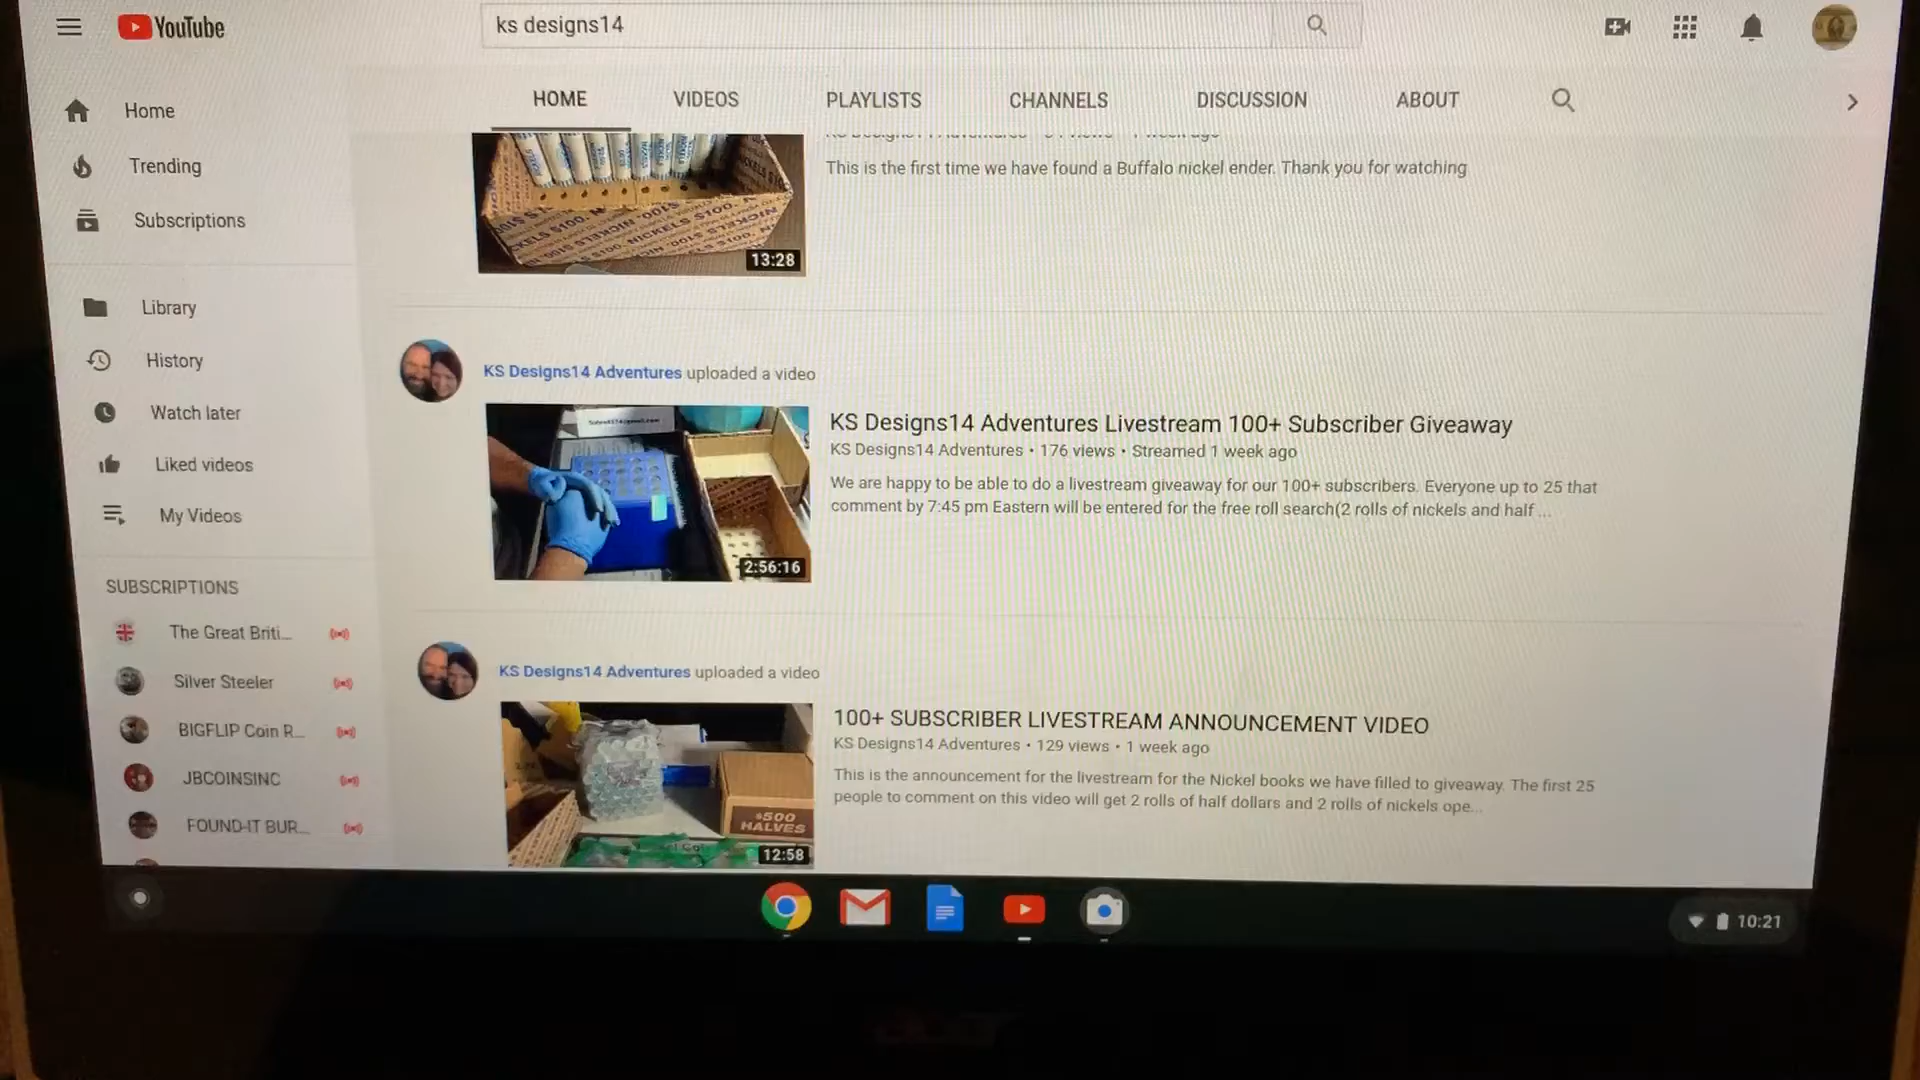 YouTube
ks designs14
HOME VIDEOS PLAYLISTS CHANNELS DISCUSSION ABOUT
Home
Trending
Subscriptions
Library
History
Watch later
Liked videos
My Videos
SUBSCRIPTIONS
The Great Briti...
Silver Steeler
BIGFLIP Coin R...
JBCOINSINC
FOUND-IT BUR...
This is the first time we have found a Buffalo nickel ender. Thank you for watching
NICKELS $100.
13:28
KS Designs14 Adventures uploaded a video
KS Designs14 Adventures Livestream 100+ Subscriber Giveaway
KS Designs14 Adventures • 176 views • Streamed 1 week ago
We are happy to be able to do a livestream giveaway for our 100+ subscribers. Everyone up to 25 that
comment by 7:45 pm Eastern will be entered for the free roll search(2 rolls of nickels and half ...
2:56:16
KS Designs14 Adventures uploaded a video
100+ SUBSCRIBER LIVESTREAM ANNOUNCEMENT VIDEO
KS Designs14 Adventures • 129 views • 1 week ago
This is the announcement for the livestream for the Nickel books we have filled to giveaway. The first 25
people to comment on this video will get 2 rolls of half dollars and 2 rolls of nickels ope...
$500
HALVES
12:58
10:21
acer